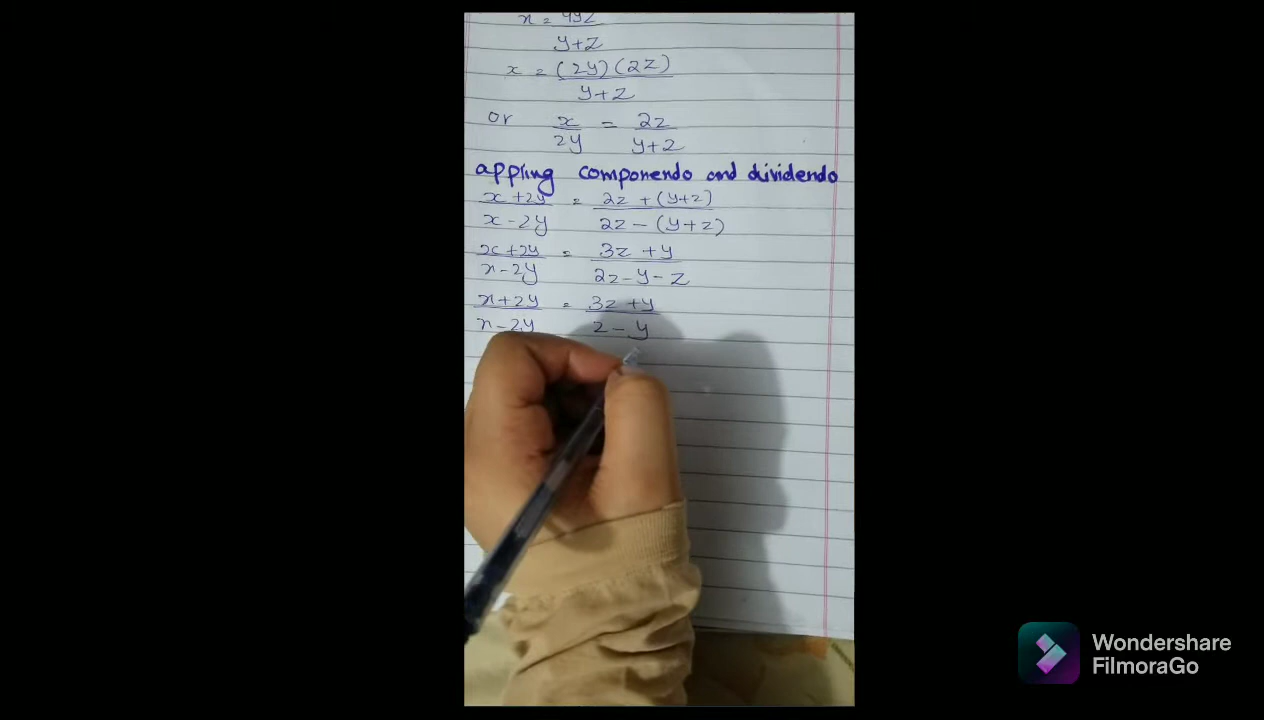 x = 4yz
y+z
x = (2y)(2z)
y+z
or x = 2z
2y y+z
appling componendo and dividendo
x+2y = 2z + (y+z)
x-2y 2z - (y+z)
x+2y = 3z + y
x-2y 2z-y-z
x+2y = 3z+y
x-2y z-y
Wondershare
FilmoraGo